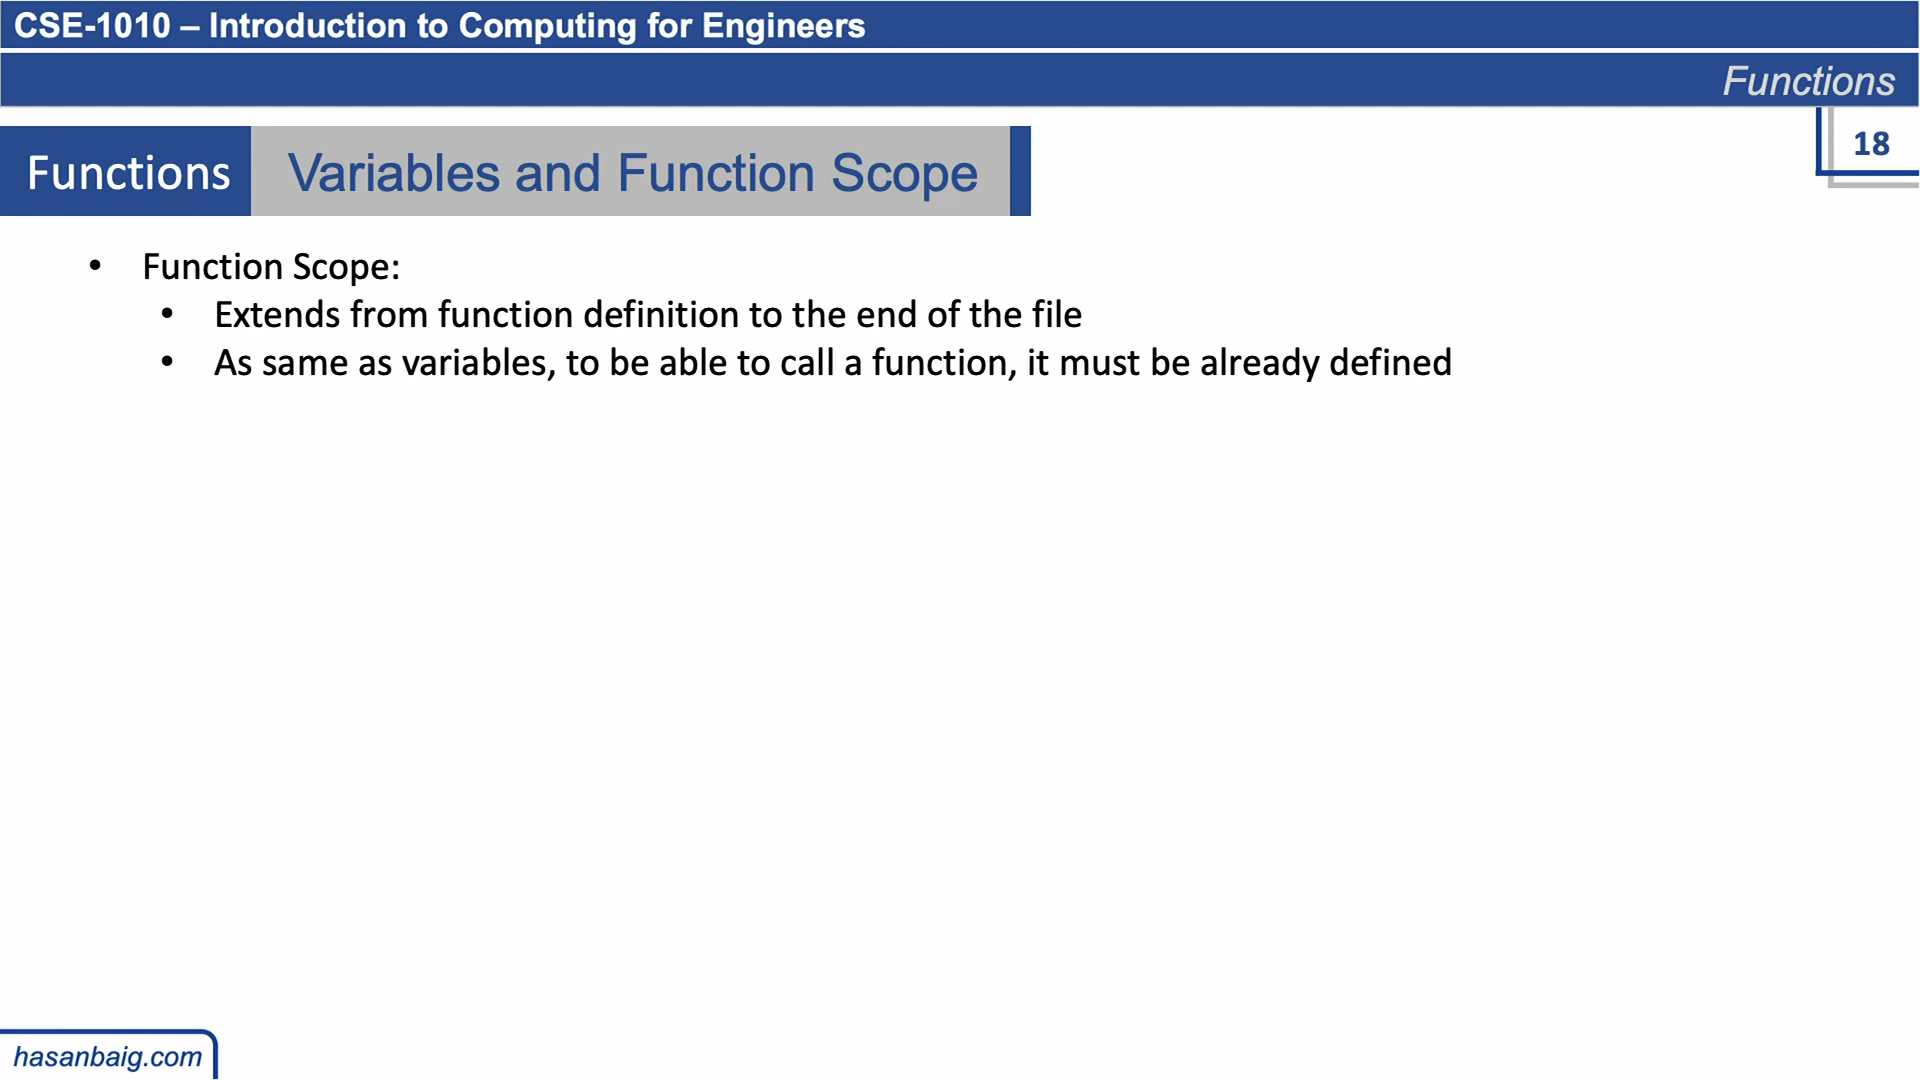 CSE-1010 – Introduction to Computing for Engineers
Functions
18
Functions Variables and Function Scope
• Function Scope:
• Extends from function definition to the end of the file
• As same as variables, to be able to call a function, it must be already defined
hasanbaig.com